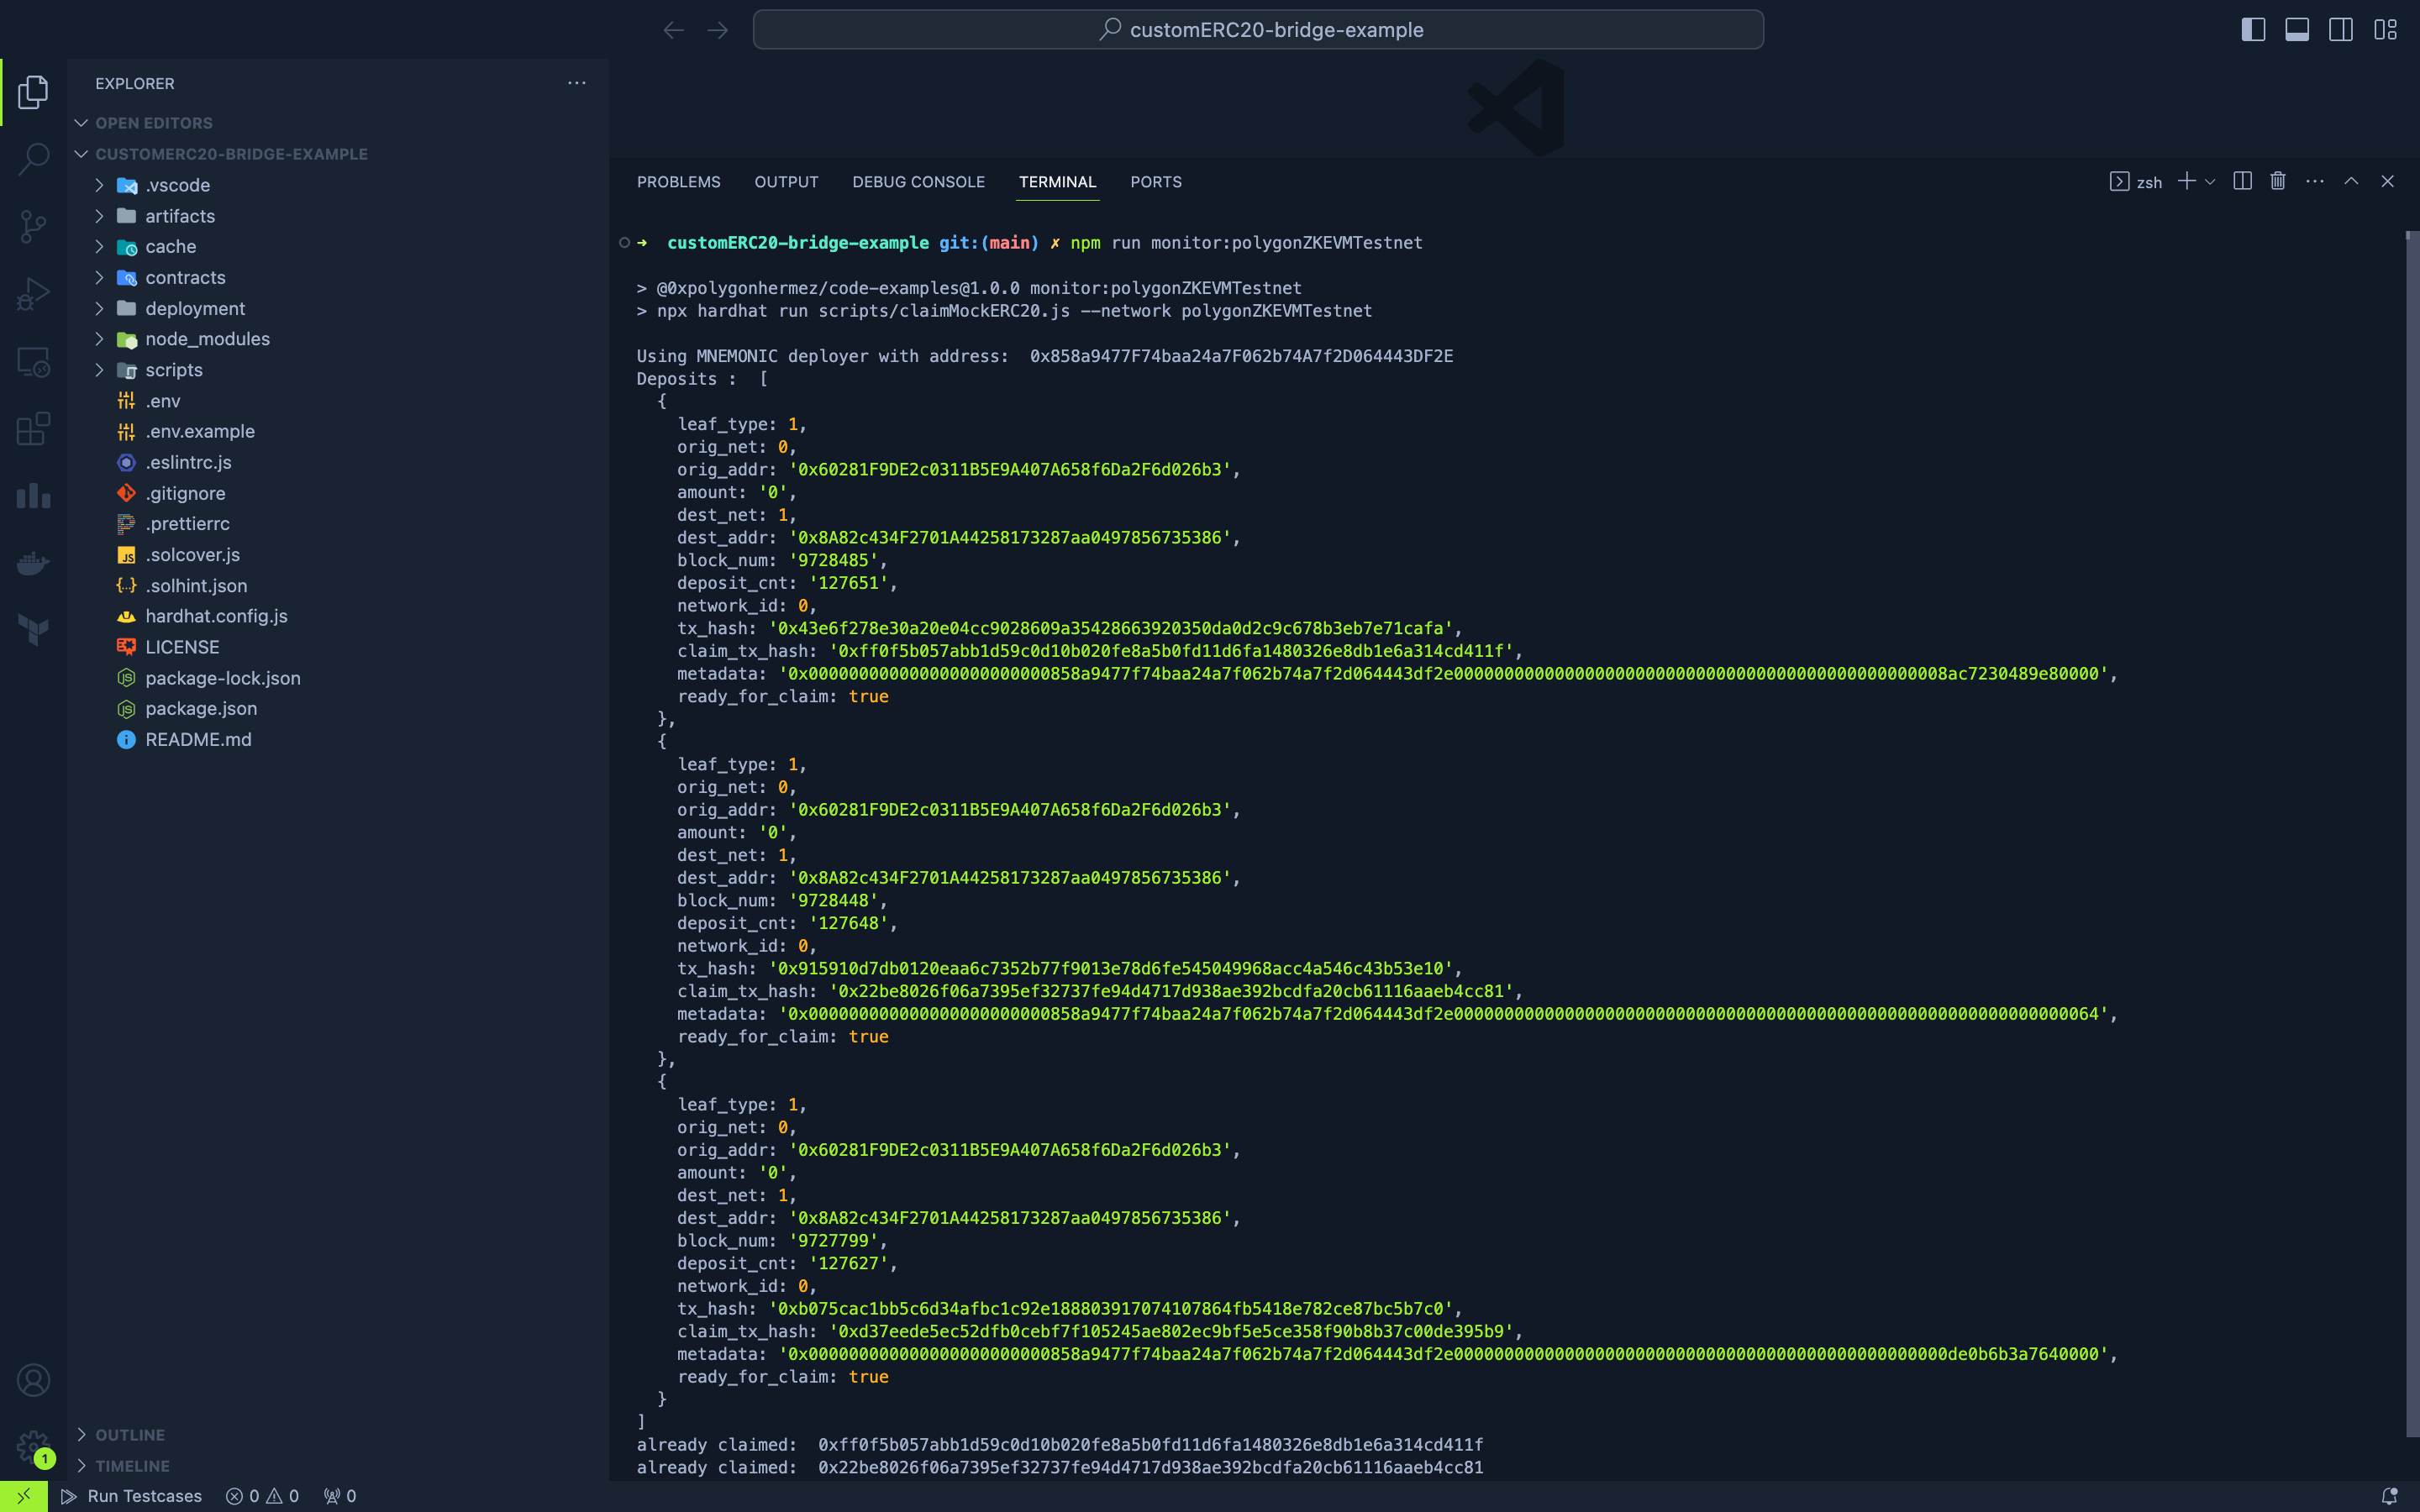 customERC20-bridge-example
EXPLORER
OPEN EDITORS
CUSTOMERC20-BRIDGE-EXAMPLE
.vscode
artifacts
cache
contracts
deployment
node_modules
scripts
.env
.env.example
.eslintrc.js
.gitignore
.prettierrc
.solcover.js
.solhint.json
hardhat.config.js
LICENSE
package-lock.json
package.json
README.md
OUTLINE
TIMELINE
PROBLEMS OUTPUT DEBUG CONSOLE TERMINAL PORTS
zsh
➜ customERC20-bridge-example git:(main) ✗ npm run monitor:polygonZKEVMTestnet
> @0xpolygonhermez/code-examples@1.0.0 monitor:polygonZKEVMTestnet
> npx hardhat run scripts/claimMockERC20.js --network polygonZKEVMTestnet
Using MNEMONIC deployer with address: 0x858a9477F74baa24a7F062b74A7f2D064443DF2E
Deposits : [
{
leaf_type: 1,
orig_net: 0,
orig_addr: '0x60281F9DE2c0311B5E9A407A658f6Da2F6d026b3',
amount: '0',
dest_net: 1,
dest_addr: '0x8A82c434F2701A44258173287aa0497856735386',
block_num: '9728485',
deposit_cnt: '127651',
network_id: 0,
tx_hash: '0x43e6f278e30a20e04cc9028609a35428663920350da0d2c9c678b3eb7e71cafa',
claim_tx_hash: '0xff0f5b057abb1d59c0d10b020fe8a5b0fd11d6fa1480326e8db1e6a314cd411f',
metadata: '0x000000000000000000000000858a9477f74baa24a7f062b74a7f2d064443df2e0000000000000000000000000000000000000000000000008ac7230489e80000',
ready_for_claim: true
},
{
leaf_type: 1,
orig_net: 0,
orig_addr: '0x60281F9DE2c0311B5E9A407A658f6Da2F6d026b3',
amount: '0',
dest_net: 1,
dest_addr: '0x8A82c434F2701A44258173287aa0497856735386',
block_num: '9728448',
deposit_cnt: '127648',
network_id: 0,
tx_hash: '0x915910d7db0120eaa6c7352b77f9013e78d6fe545049968acc4a546c43b53e10',
claim_tx_hash: '0x22be8026f06a7395ef32737fe94d4717d938ae392bcdfa20cb61116aaeb4cc81',
metadata: '0x000000000000000000000000858a9477f74baa24a7f062b74a7f2d064443df2e0000000000000000000000000000000000000000000000000000000000000064',
ready_for_claim: true
},
{
leaf_type: 1,
orig_net: 0,
orig_addr: '0x60281F9DE2c0311B5E9A407A658f6Da2F6d026b3',
amount: '0',
dest_net: 1,
dest_addr: '0x8A82c434F2701A44258173287aa0497856735386',
block_num: '9727799',
deposit_cnt: '127627',
network_id: 0,
tx_hash: '0xb075cac1bb5c6d34afbc1c92e188803917074107864fb5418e782ce87bc5b7c0',
claim_tx_hash: '0xd37eede5ec52dfb0cebf7f105245ae802ec9bf5e5ce358f90b8b37c00de395b9',
metadata: '0x000000000000000000000000858a9477f74baa24a7f062b74a7f2d064443df2e0000000000000000000000000000000000000000000000000de0b6b3a7640000',
ready_for_claim: true
}
]
already claimed: 0xff0f5b057abb1d59c0d10b020fe8a5b0fd11d6fa1480326e8db1e6a314cd411f
already claimed: 0x22be8026f06a7395ef32737fe94d4717d938ae392bcdfa20cb61116aaeb4cc81
1
Run Testcases 0 0 0